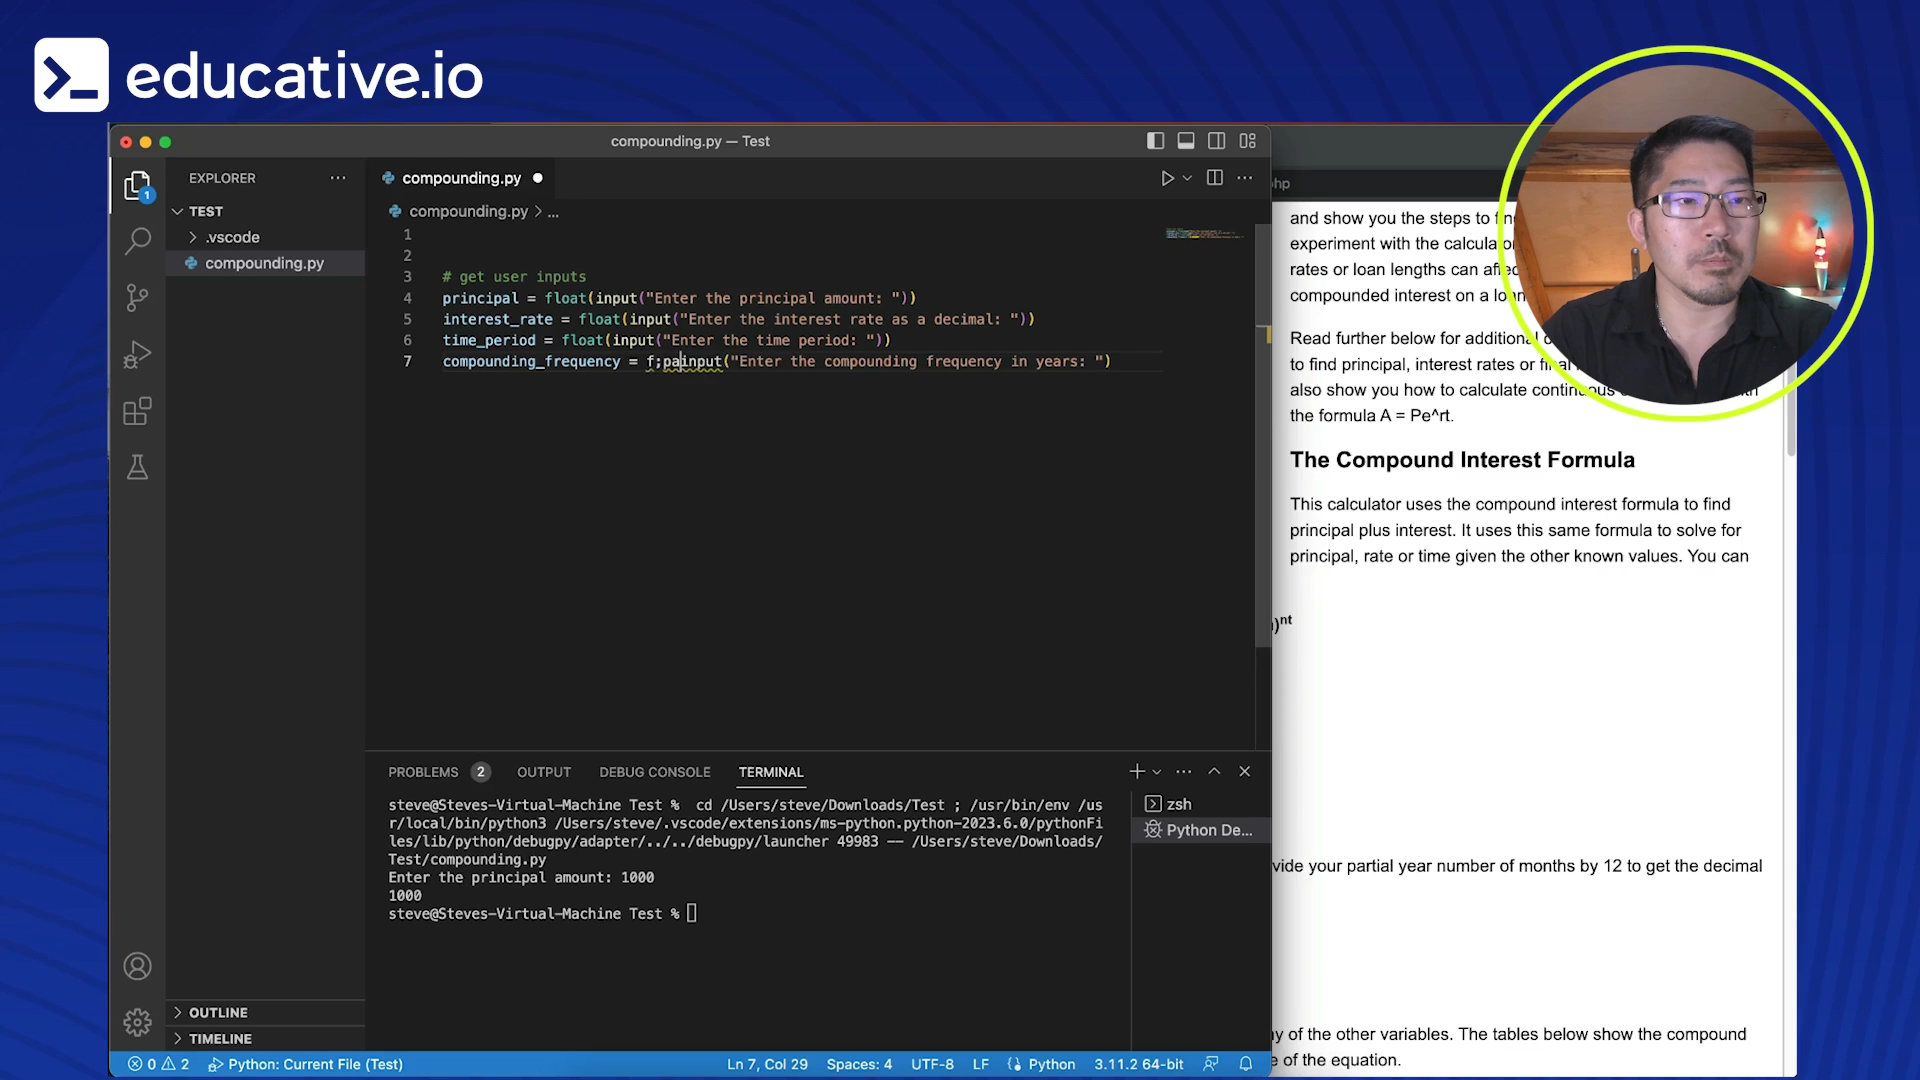 educative.io
compounding.py — Test
EXPLORER
TEST
.vscode
compounding.py
1
compounding.py
compounding.py > ...
1
2
3 # get user inputs
4 principal = float(input("Enter the principal amount: "))
5 interest_rate = float(input("Enter the interest rate as a decimal: "))
6 time_period = float(input("Enter the time period: "))
7 compounding_frequency = f;painput("Enter the compounding frequency in years: ")
PROBLEMS 2 OUTPUT DEBUG CONSOLE TERMINAL
steve@Steves-Virtual-Machine Test % cd /Users/steve/Downloads/Test ; /usr/bin/env /us
r/local/bin/python3 /Users/steve/.vscode/extensions/ms-python.python-2023.6.0/pythonFi
les/lib/python/debugpy/adapter/../../debugpy/launcher 49983 -- /Users/steve/Downloads/
Test/compounding.py
Enter the principal amount: 1000
1000
steve@Steves-Virtual-Machine Test %
zsh
Python De...
OUTLINE
TIMELINE
0 2 Python: Current File (Test) Ln 7, Col 29 Spaces: 4 UTF-8 LF Python 3.11.2 64-bit
hp
and show you the steps to
experiment with the
rates or loan lengths can
compounded interest on a
Read further below for additional
to find principal, interest rates or
also show you how to calculate
the formula A = Pe^rt.
The Compound Interest Formula
This calculator uses the compound interest formula to find
principal plus interest. It uses this same formula to solve for
principal, rate or time given the other known values. You can
)nt
vide your partial year number of months by 12 to get the decimal
y of the other variables. The tables below show the compound
e of the equation.